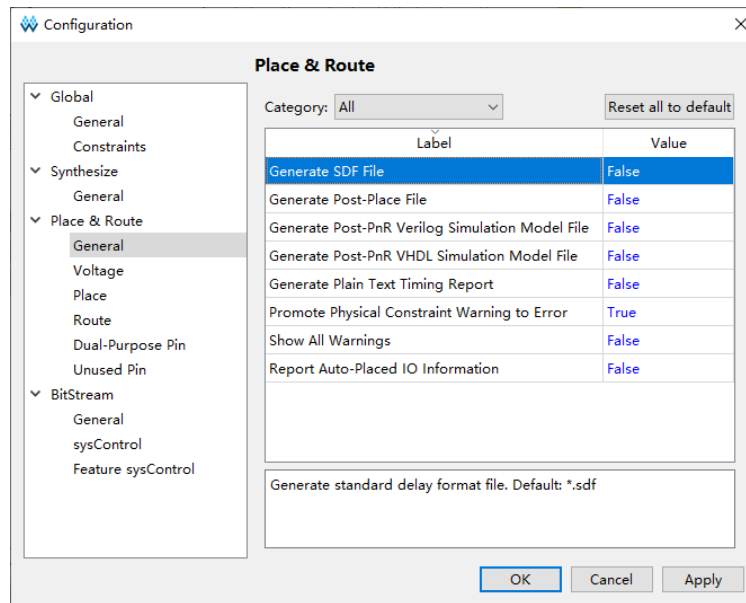 Configuration
Place & Route
Global
General
Constraints
Synthesize
General
Place & Route
General
Voltage
Place
Route
Dual-Purpose Pin
Unused Pin
BitStream
General
sysControl
Feature sysControl
Category: All Reset all to default
Label Value
Generate SDF File False
Generate Post-Place File False
Generate Post-PnR Verilog Simulation Model File False
Generate Post-PnR VHDL Simulation Model File False
Generate Plain Text Timing Report False
Promote Physical Constraint Warning to Error True
Show All Warnings False
Report Auto-Placed IO Information False
Generate standard delay format file. Default: *.sdf
OK Cancel Apply